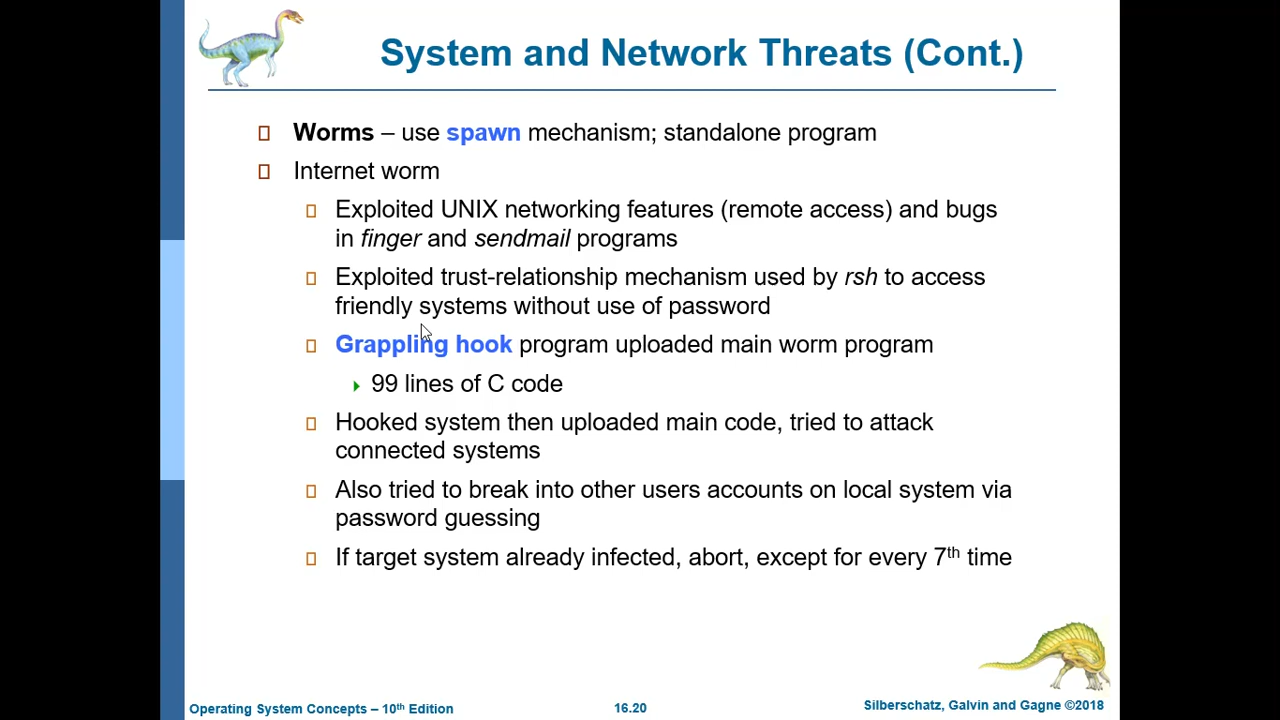 System and Network Threats (Cont.)
Worms – use spawn mechanism; standalone program
Internet worm
Exploited UNIX networking features (remote access) and bugs
in finger and sendmail programs
Exploited trust-relationship mechanism used by rsh to access
friendly systems without use of password
Grappling hook program uploaded main worm program
99 lines of C code
Hooked system then uploaded main code, tried to attack
connected systems
Also tried to break into other users accounts on local system via
password guessing
If target system already infected, abort, except for every 7th time
Operating System Concepts – 10th Edition
16.20
Silberschatz, Galvin and Gagne ©2018